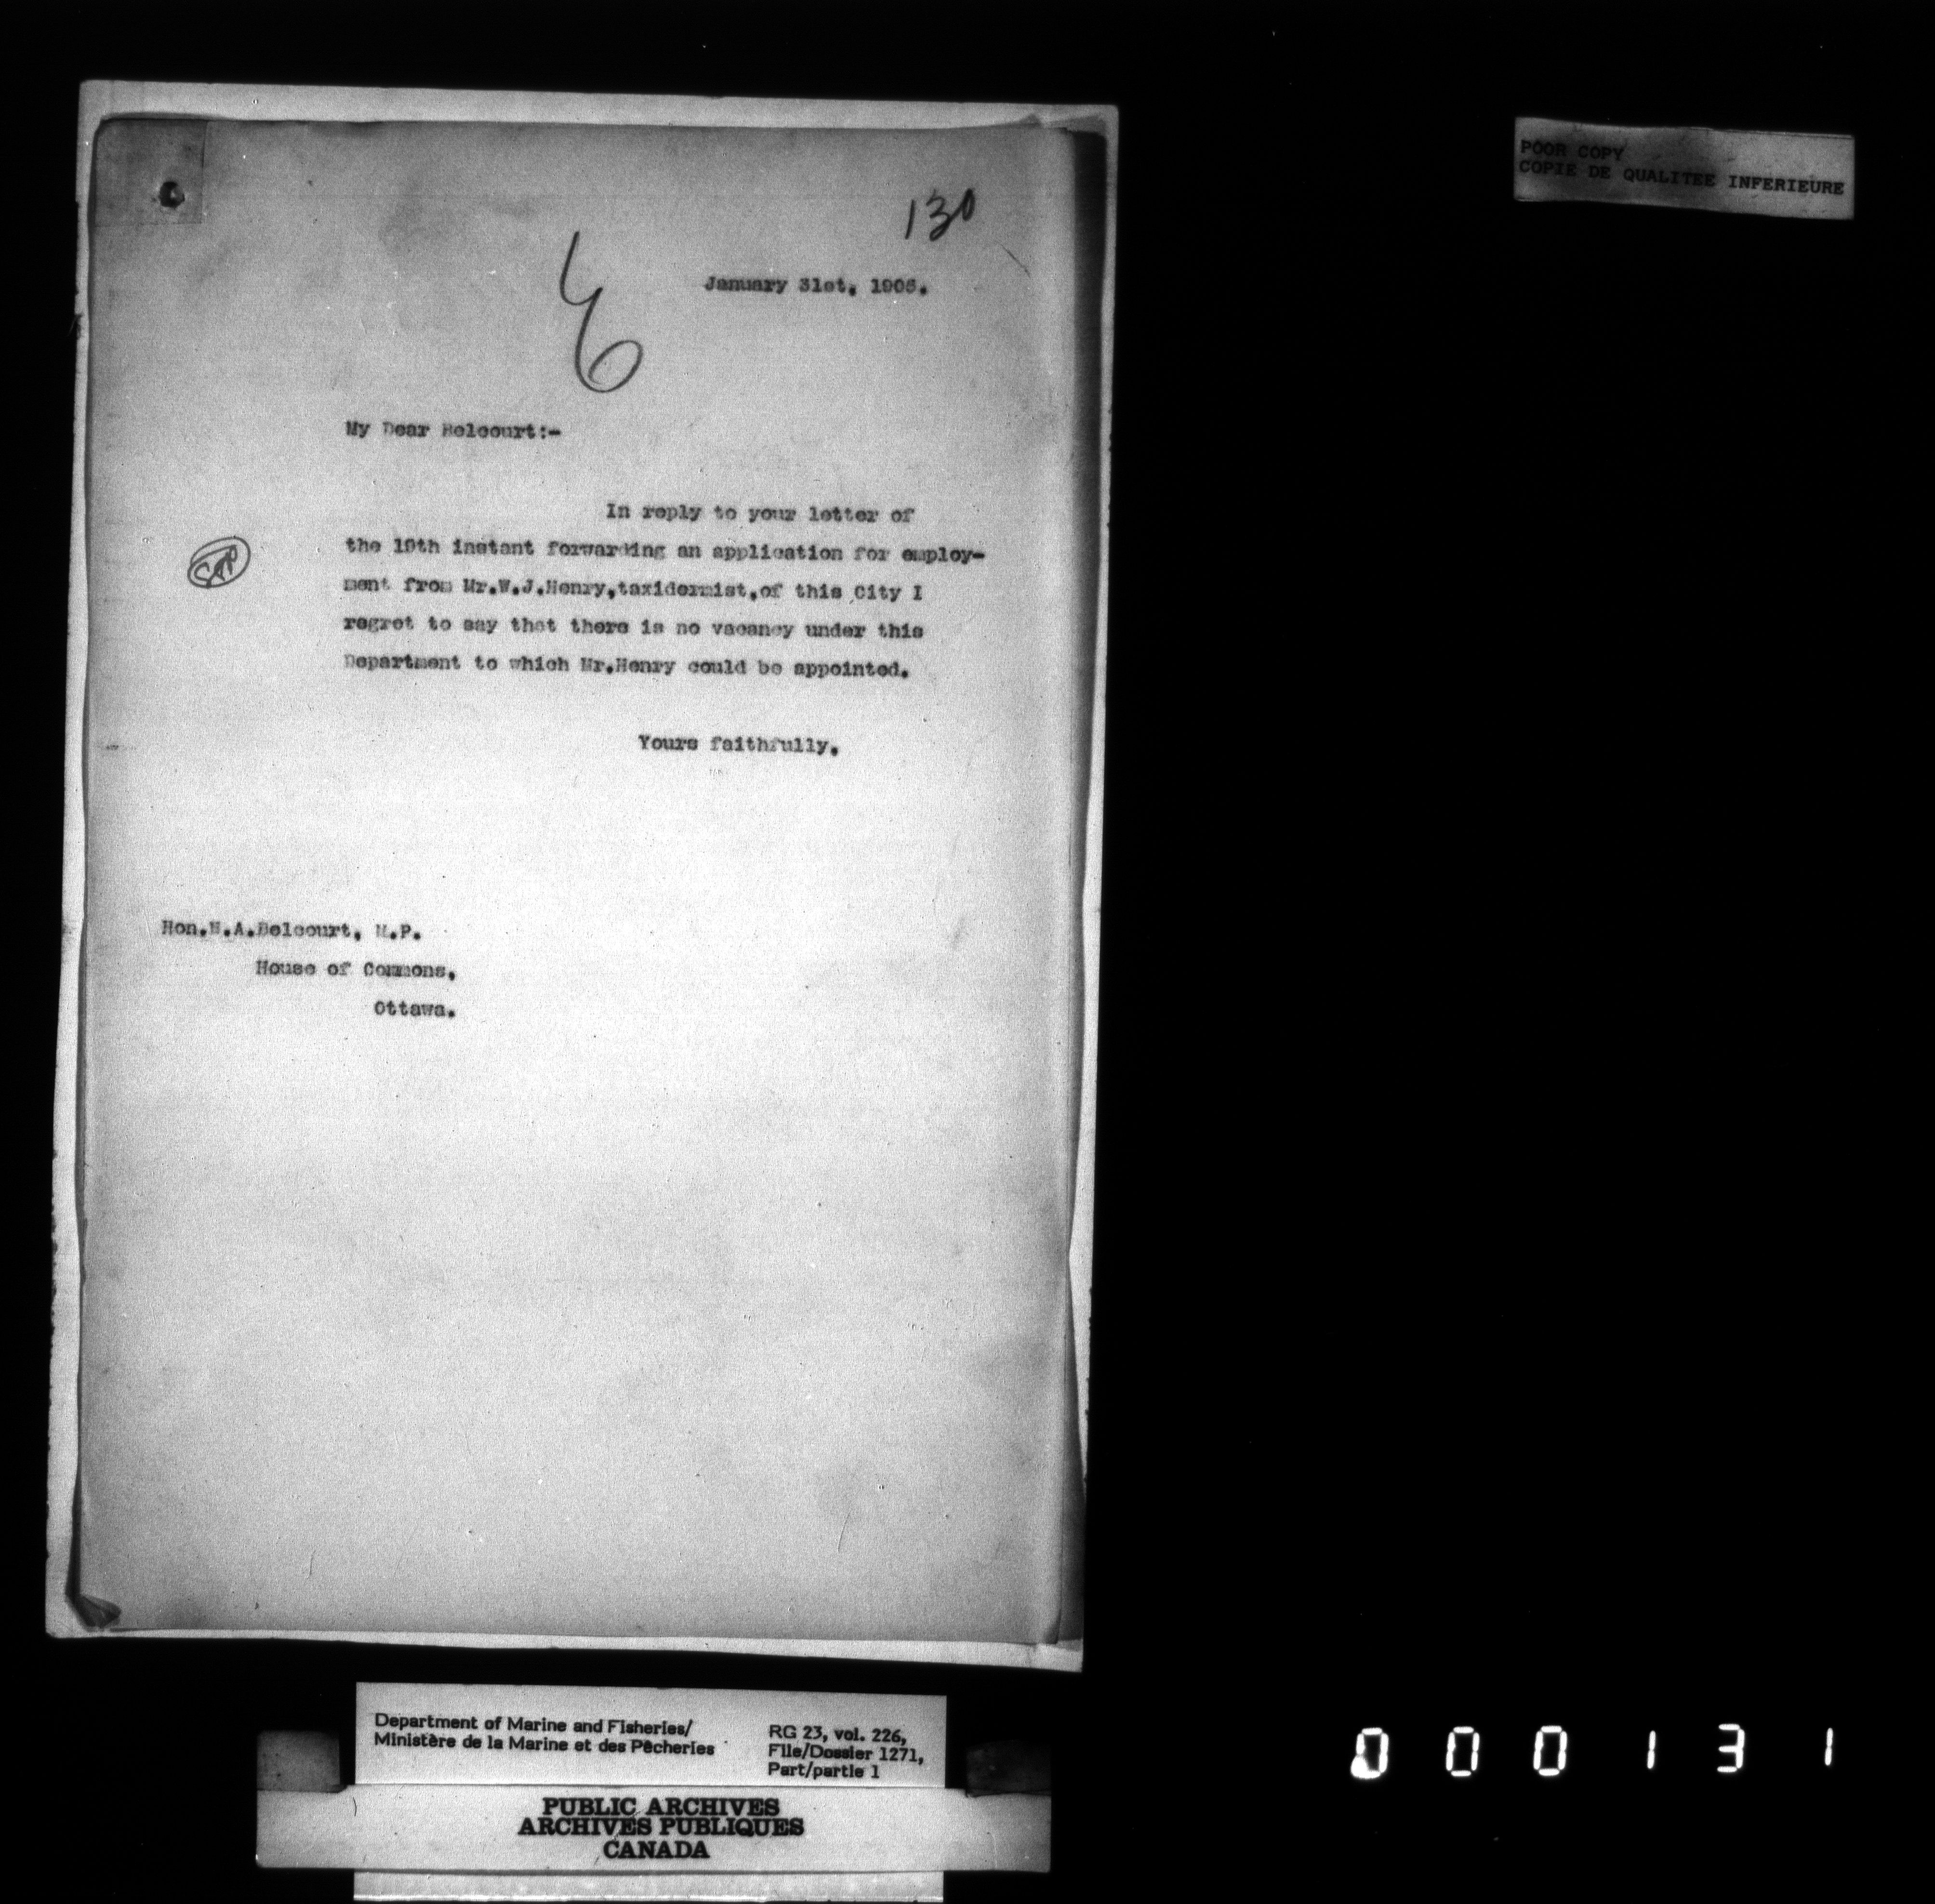 POOR COPY
COPIE DE QUALITEE INFERIEURE
130
January 31st, 1906.
My Dear Belcourt:-
In reply to your letter of
the 19th instant forwarding an application for employ-
ment from Mr.W.J.Henry,taxidermist,of this City I
regret to say that there is no vacancy under this
Department to which Mr.Henry could be appointed.
Yours faithfully,
Hon.N.A.Belcourt, M.P.
House of Commons,
Ottawa.
Department of Marine and Fisheries/
Ministère de la Marine et des Pêcheries
RG 23, vol. 226,
File/Dossier 1271,
Part/partie 1
PUBLIC ARCHIVES
ARCHIVES PUBLIQUES
CANADA
000131